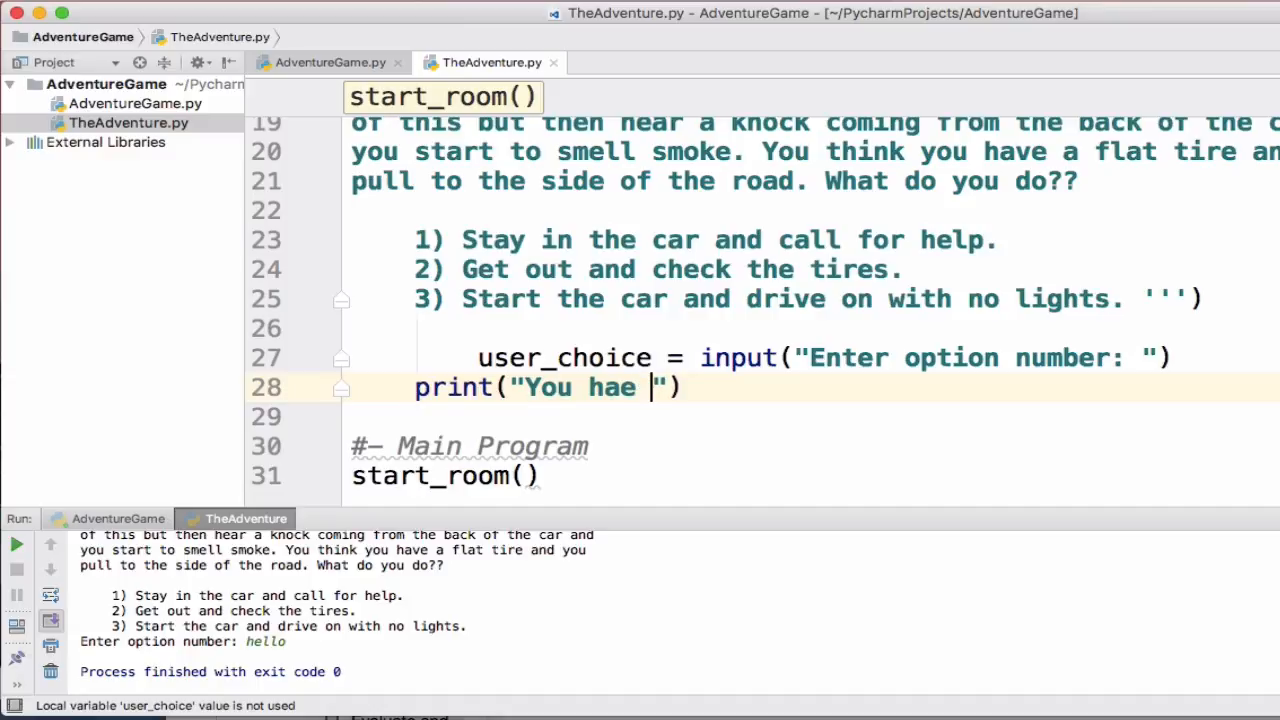 TheAdventure.py - AdventureGame - [~/PycharmProjects/AdventureGame]
AdventureGame TheAdventure.py
Project AdventureGame.py TheAdventure.py
AdventureGame ~/Pycharm
AdventureGame.py
TheAdventure.py
External Libraries
start_room()
19 of this but then hear a knock coming from the back of the c
20 you start to smell smoke. You think you have a flat tire an
21 pull to the side of the road. What do you do??
22
23 1) Stay in the car and call for help.
24 2) Get out and check the tires.
25 3) Start the car and drive on with no lights. ''')
26
27 user_choice = input("Enter option number: ")
28 print("You hae ")
29
30 #- Main Program
31 start_room()
Run: AdventureGame TheAdventure
of this but then hear a knock coming from the back of the car and
you start to smell smoke. You think you have a flat tire and you
pull to the side of the road. What do you do??
1) Stay in the car and call for help.
2) Get out and check the tires.
3) Start the car and drive on with no lights.
Enter option number: hello
Process finished with exit code 0
Local variable 'user_choice' value is not used